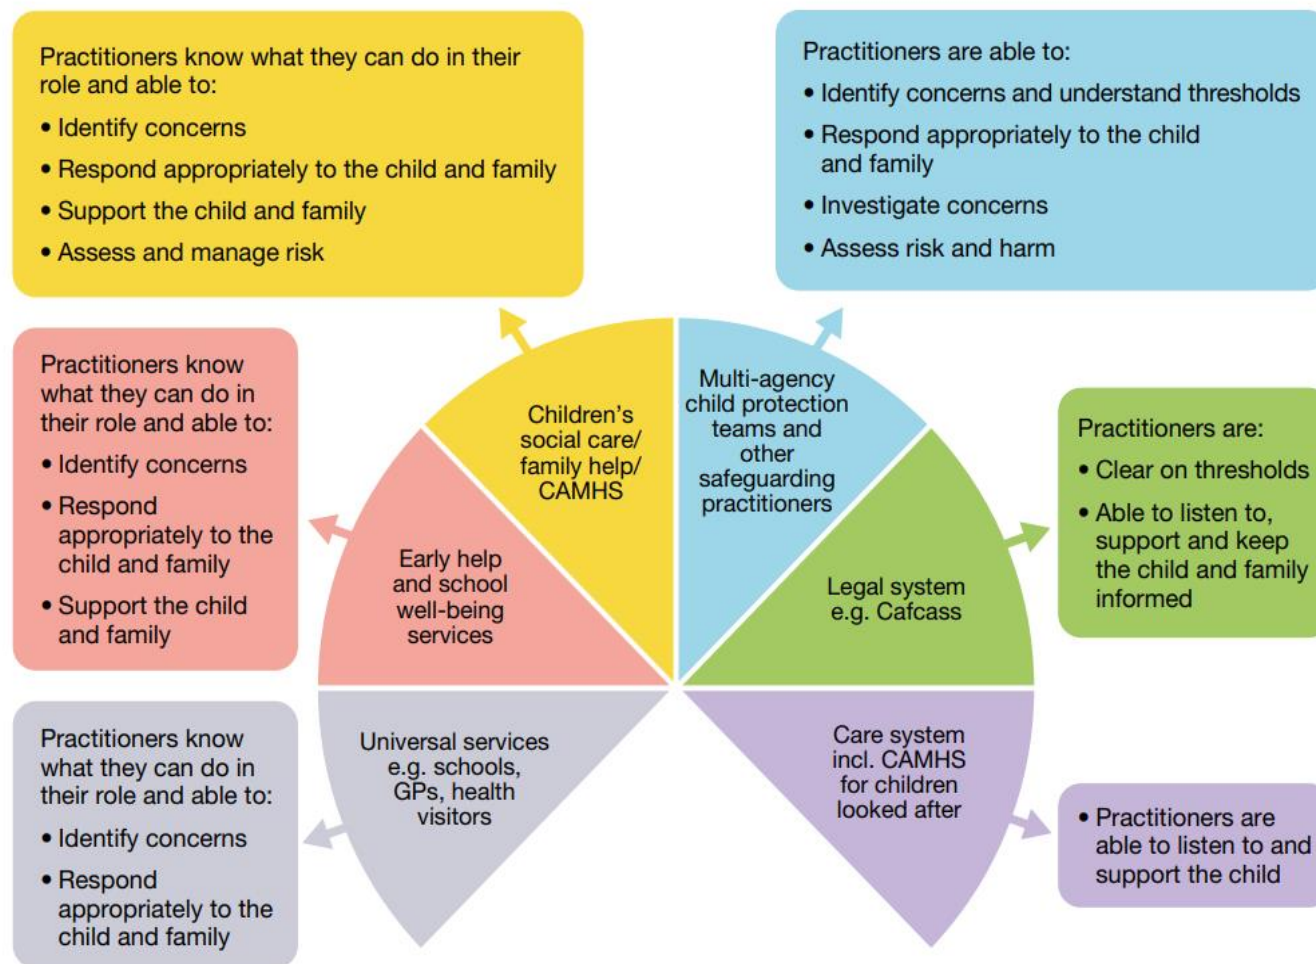 Practitioners know what they can do in their
role and able to:
• Identify concerns
• Respond appropriately to the child and family
• Support the child and family
• Assess and manage risk
Practitioners are able to:
• Identify concerns and understand thresholds
• Respond appropriately to the child
and family
• Investigate concerns
• Assess risk and harm
Practitioners know
what they can do in
their role and able to:
• Identify concerns
• Respond
appropriately to the
child and family
• Support the child
and family
Children's
social care/
family help/
CAMHS
Multi-agency
child protection
teams and
other
safeguarding
practitioners
Practitioners are:
• Clear on thresholds
• Able to listen to,
support and keep
the child and family
informed
Early help
and school
well-being
services
Legal system
e.g. Cafcass
Practitioners know
what they can do in
their role and able to:
• Identify concerns
• Respond
appropriately to the
child and family
Universal services
e.g. schools,
GPs, health
visitors
Care system
incl. CAMHS
for children
looked after
• Practitioners are
able to listen to and
support the child